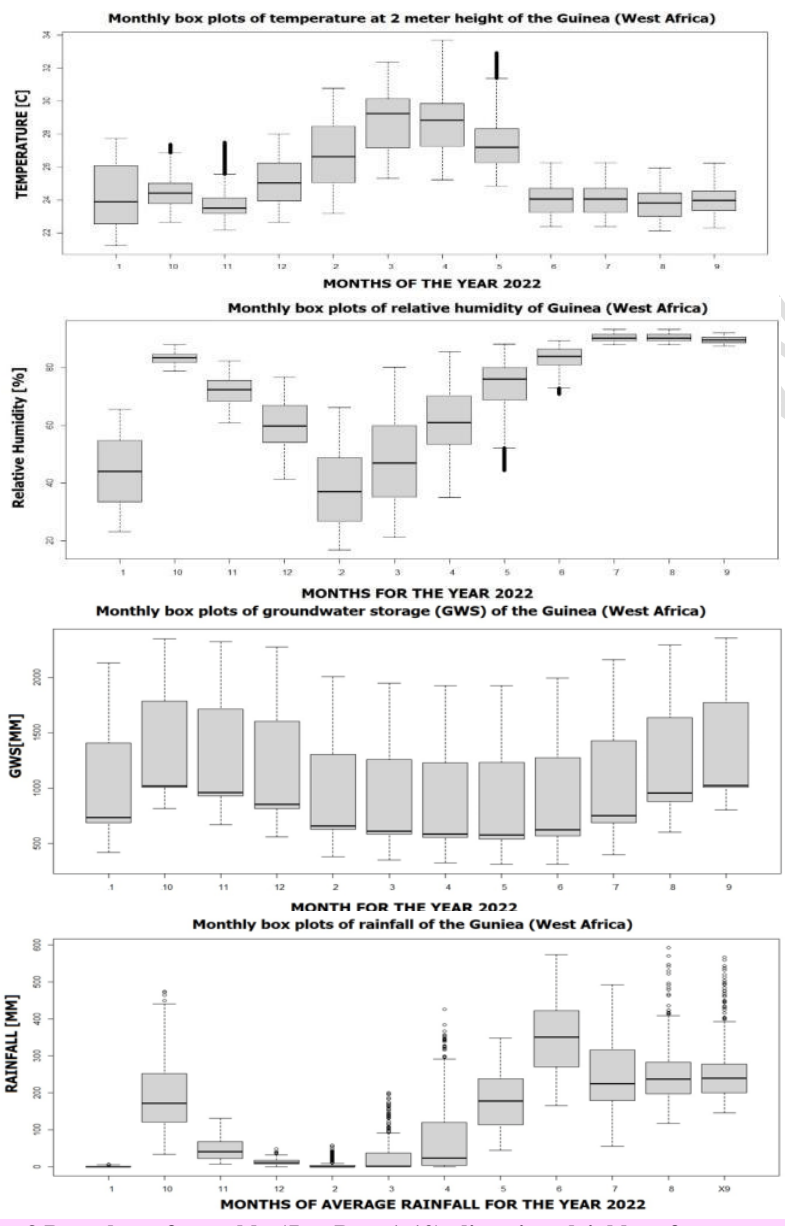 Monthly box plots of temperature at 2 meter height of the Guinea (West Africa)
TEMPERATURE [C]
34
32
30
28
26
24
22
1 10 11 12 2 3 4 5 6 7 8 9
MONTHS OF THE YEAR 2022
Monthly box plots of relative humidity of Guinea (West Africa)
Relative Humidity [%]
80
60
40
20
1 10 11 12 2 3 4 5 6 7 8 9
MONTHS FOR THE YEAR 2022
Monthly box plots of groundwater storage (GWS) of the Guinea (West Africa)
GWS[MM]
2000
1500
1000
500
1 10 11 12 2 3 4 5 6 7 8 9
MONTH FOR THE YEAR 2022
Monthly box plots of rainfall of the Guniea (West Africa)
RAINFALL [MM]
600
500
400
300
200
100
0
1 10 11 12 2 3 4 5 6 7 8 X9
MONTHS OF AVERAGE RAINFALL FOR THE YEAR 2022